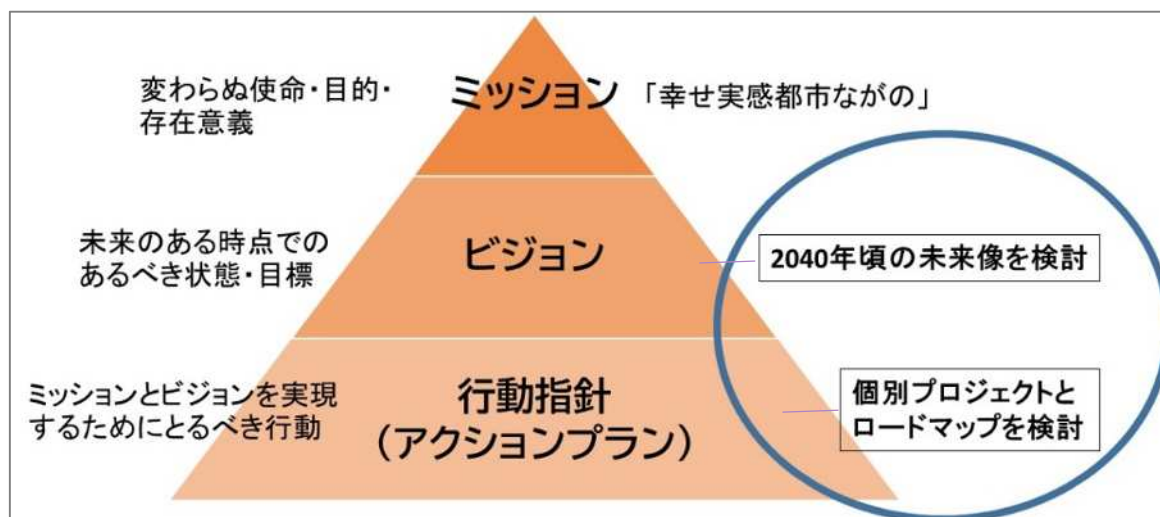 変わらぬ使命・目的・
存在意義
ミッション
「幸せ実感都市ながの」
未来のある時点での
あるべき状態・目標
ビジョン
2040年頃の未来像を検討
ミッションとビジョンを実現
するためにとるべき行動
行動指針
（アクションプラン）
個別プロジェクトと
ロードマップを検討